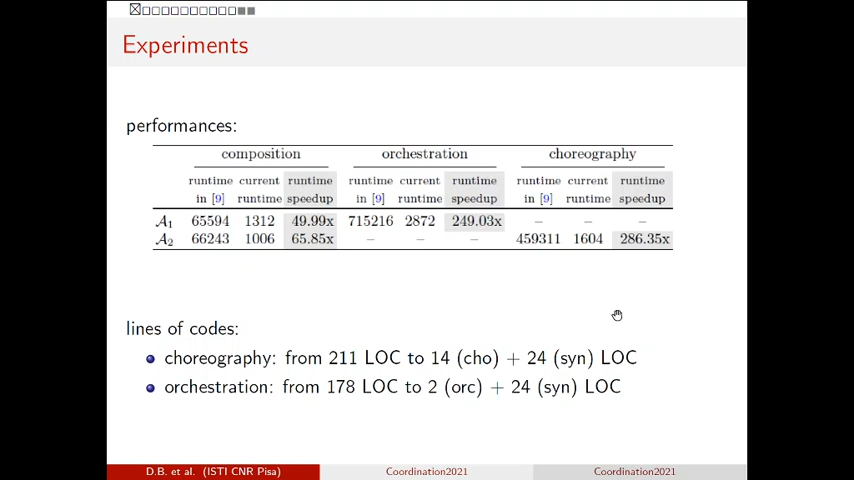 Experiments
performances:
composition orchestration choreography
runtime current runtime runtime current runtime runtime current runtime
in [9] runtime speedup in [9] runtime speedup in [9] runtime speedup
A₁ 65594 1312 49.99x 715216 2872 249.03x – – –
A₂ 66243 1006 65.85x – – – 459311 1604 286.35x
lines of codes:
choreography: from 211 LOC to 14 (cho) + 24 (syn) LOC
orchestration: from 178 LOC to 2 (orc) + 24 (syn) LOC
D.B. et al. (ISTI CNR Pisa) Coordination2021 Coordination2021